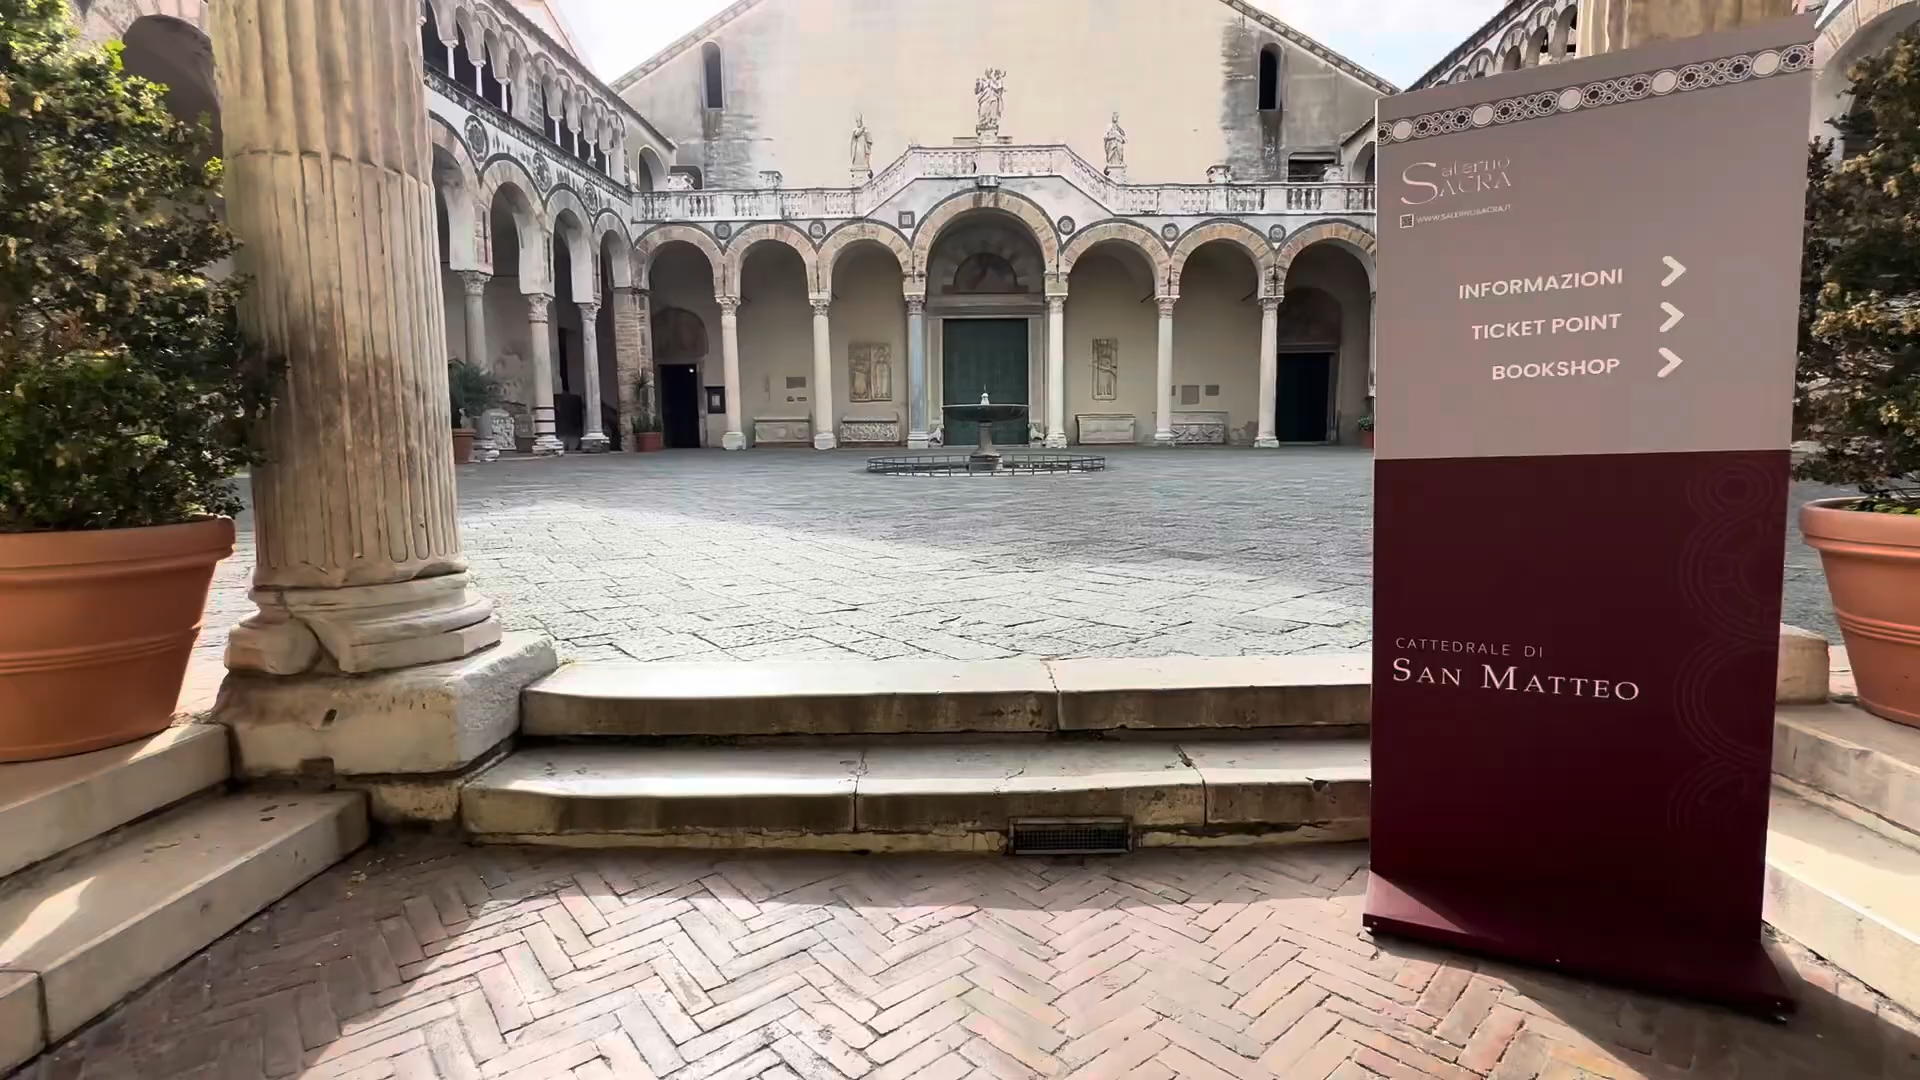 Salerno
SACRA
WWW.SALERNOSACRA.IT
INFORMAZIONI
TICKET POINT
BOOKSHOP
CATTEDRALE DI
SAN MATTEO